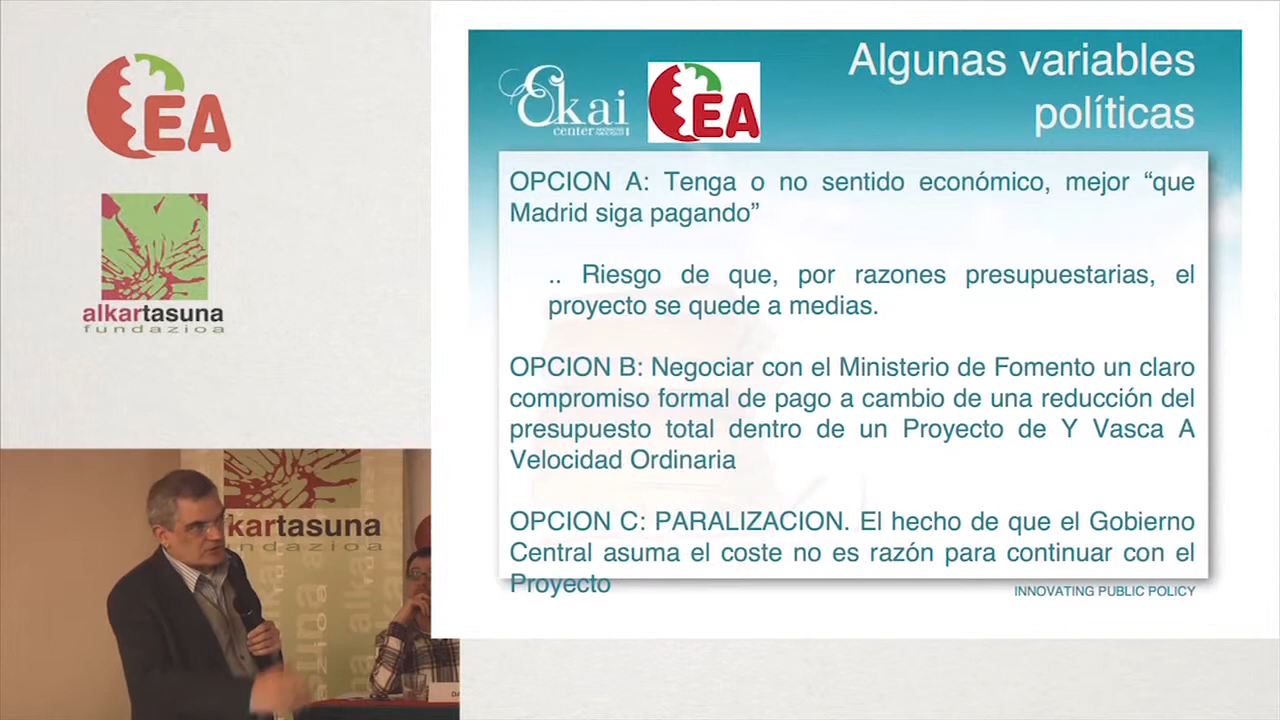 EA
alkartasuna
fundazioa
Ekai
center
EA
Algunas variables
políticas
OPCION A: Tenga o no sentido económico, mejor “que
Madrid siga pagando”
.. Riesgo de que, por razones presupuestarias, el
proyecto se quede a medias.
OPCION B: Negociar con el Ministerio de Fomento un claro
compromiso formal de pago a cambio de una reducción del
presupuesto total dentro de un Proyecto de Y Vasca A
Velocidad Ordinaria
OPCION C: PARALIZACION. El hecho de que el Gobierno
Central asuma el coste no es razón para continuar con el
Proyecto
INNOVATING PUBLIC POLICY
kartasuna
ndazioa